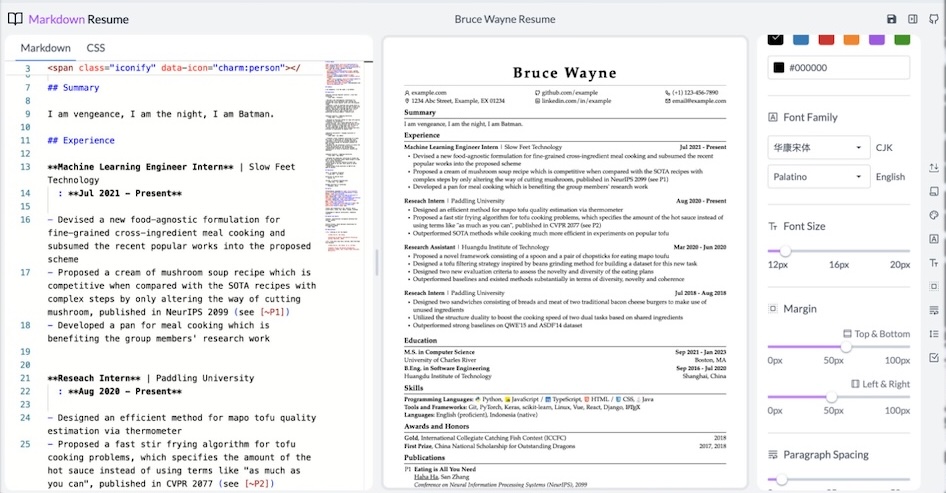 Markdown Resume
Bruce Wayne Resume
Markdown CSS
3 <span class="iconify" data-icon="charm:person"></
7 ## Summary
8
9 I am vengeance, I am the night, I am Batman.
10
11 ## Experience
12
13 **Machine Learning Engineer Intern** | Slow Feet
Technology
14 : **Jul 2021 - Present**
15
16 - Devised a new food-agnostic formulation for
fine-grained cross-ingredient meal cooking and
subsumed the recent popular works into the proposed
scheme
17 - Proposed a cream of mushroom soup recipe which is
competitive when compared with the SOTA recipes with
complex steps by only altering the way of cutting
mushroom, published in NeurIPS 2099 (see [~P1])
18 - Developed a pan for meal cooking which is
benefiting the group members' research work
19
20
21 **Reseach Intern** | Paddling University
22 : **Aug 2020 - Present**
23
24 - Designed an efficient method for mapo tofu quality
estimation via thermometer
25 - Proposed a fast stir frying algorithm for tofu
cooking problems, which specifies the amount of the
hot sauce instead of using terms like "as much as
you can", published in CVPR 2077 (see [~P2])
Bruce Wayne
example.com github.com/example (+1) 123-456-7890
1234 Abc Street, Example, EX 01234 linkedin.com/in/example email@example.com
Summary
I am vengeance, I am the night, I am Batman.
Experience
Machine Learning Engineer Intern | Slow Feet Technology Jul 2021 - Present
• Devised a new food-agnostic formulation for fine-grained cross-ingredient meal cooking and subsumed the recent
popular works into the proposed scheme
• Proposed a cream of mushroom soup recipe which is competitive when compared with the SOTA recipes with
complex steps by only altering the way of cutting mushroom, published in NeurIPS 2099 (see P1)
• Developed a pan for meal cooking which is benefiting the group members' research work
Reseach Intern | Paddling University Aug 2020 - Present
• Designed an efficient method for mapo tofu quality estimation via thermometer
• Proposed a fast stir frying algorithm for tofu cooking problems, which specifies the amount of the hot sauce instead of
using terms like "as much as you can", published in CVPR 2077 (see P2)
• Outperformed SOTA methods while cooking much more efficient in experiments on popular tofu
Research Assistant | Huangdu Institute of Technology Mar 2020 - Jun 2020
• Proposed a novel framework consisting of a spoon and a pair of chopsticks for eating mapo tofu
• Designed a tofu filtering strategy inspired by beans grinding method for building a dataset for this new task
• Designed two new evaluation criteria to assess the novelty and diversity of the eating plans
• Outperformed baselines and existed methods substantially in terms of diversity, novelty and coherence
Reseach Intern | Paddling University Jul 2018 - Aug 2018
• Designed two sandwiches consisting of breads and meat of two traditional bacon cheese burgers to make use of
unused ingredients
• Utilized the structure duality to boost the cooking speed of two dual tasks based on shared ingredients
• Outperformed strong baselines on QWE'15 and ASDF'14 dataset
Education
M.S. in Computer Science Sep 2021 - Jan 2023
University of Charles River Boston, MA
B.Eng. in Software Engineering Sep 2016 - Jul 2020
Huangdu Institute of Technology Shanghai, China
Skills
Programming Languages: Python, JavaScript / TypeScript, HTML / CSS, Java
Tools and Frameworks: Git, PyTorch, Keras, scikit-learn, Linux, Vue, React, Django, LaTeX
Languages: English (proficient), Indonesia (native)
Awards and Honors
Gold, International Collegiate Catching Fish Contest (ICCFC) 2018
First Prize, China National Scholarship for Outstanding Dragons 2017, 2018
Publications
P1 Eating is All You Need
Haha Ha, San Zhang
Conference on Neural Information Processing Systems (NeurIPS), 2099
#000000
Font Family
华康宋体 CJK
Palatino English
Font Size
12px 16px 20px
Margin
Top & Bottom
0px 50px 100px
Left & Right
0px 50px 100px
Paragraph Spacing